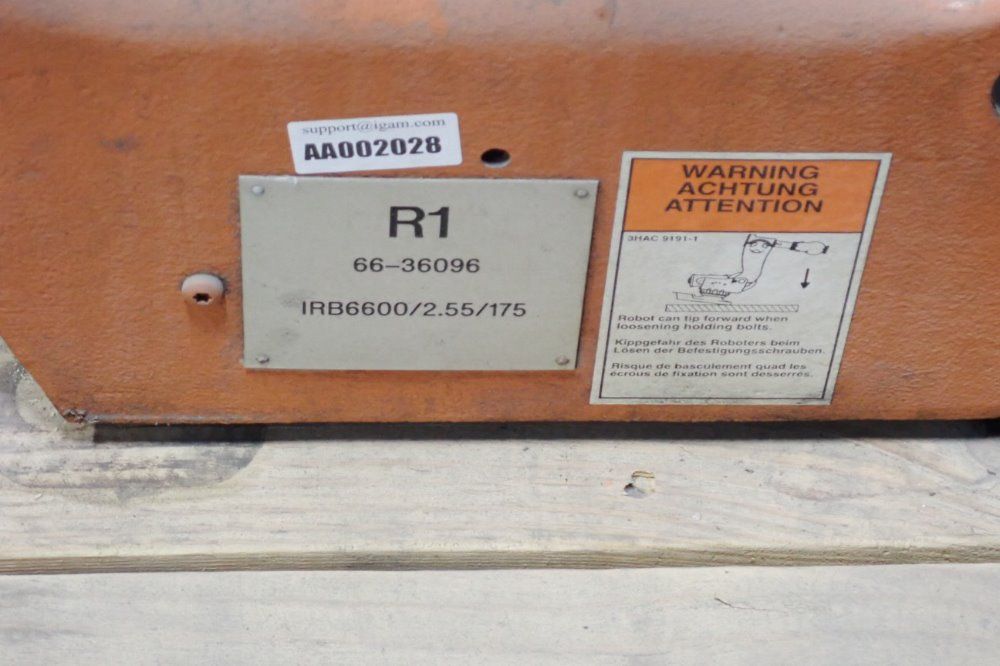 support@igam.com
AA002028
R1
66-36096
IRB6600/2.55/175
WARNING
ACHTUNG
ATTENTION
3HAC 9191-1
Robot can tip forward when
loosening holding bolts.
Kippgefahr des Roboters beim
Lösen der Befestigungsschrauben.
Risque de basculement quad les
écrous de fixation sont desserrés.